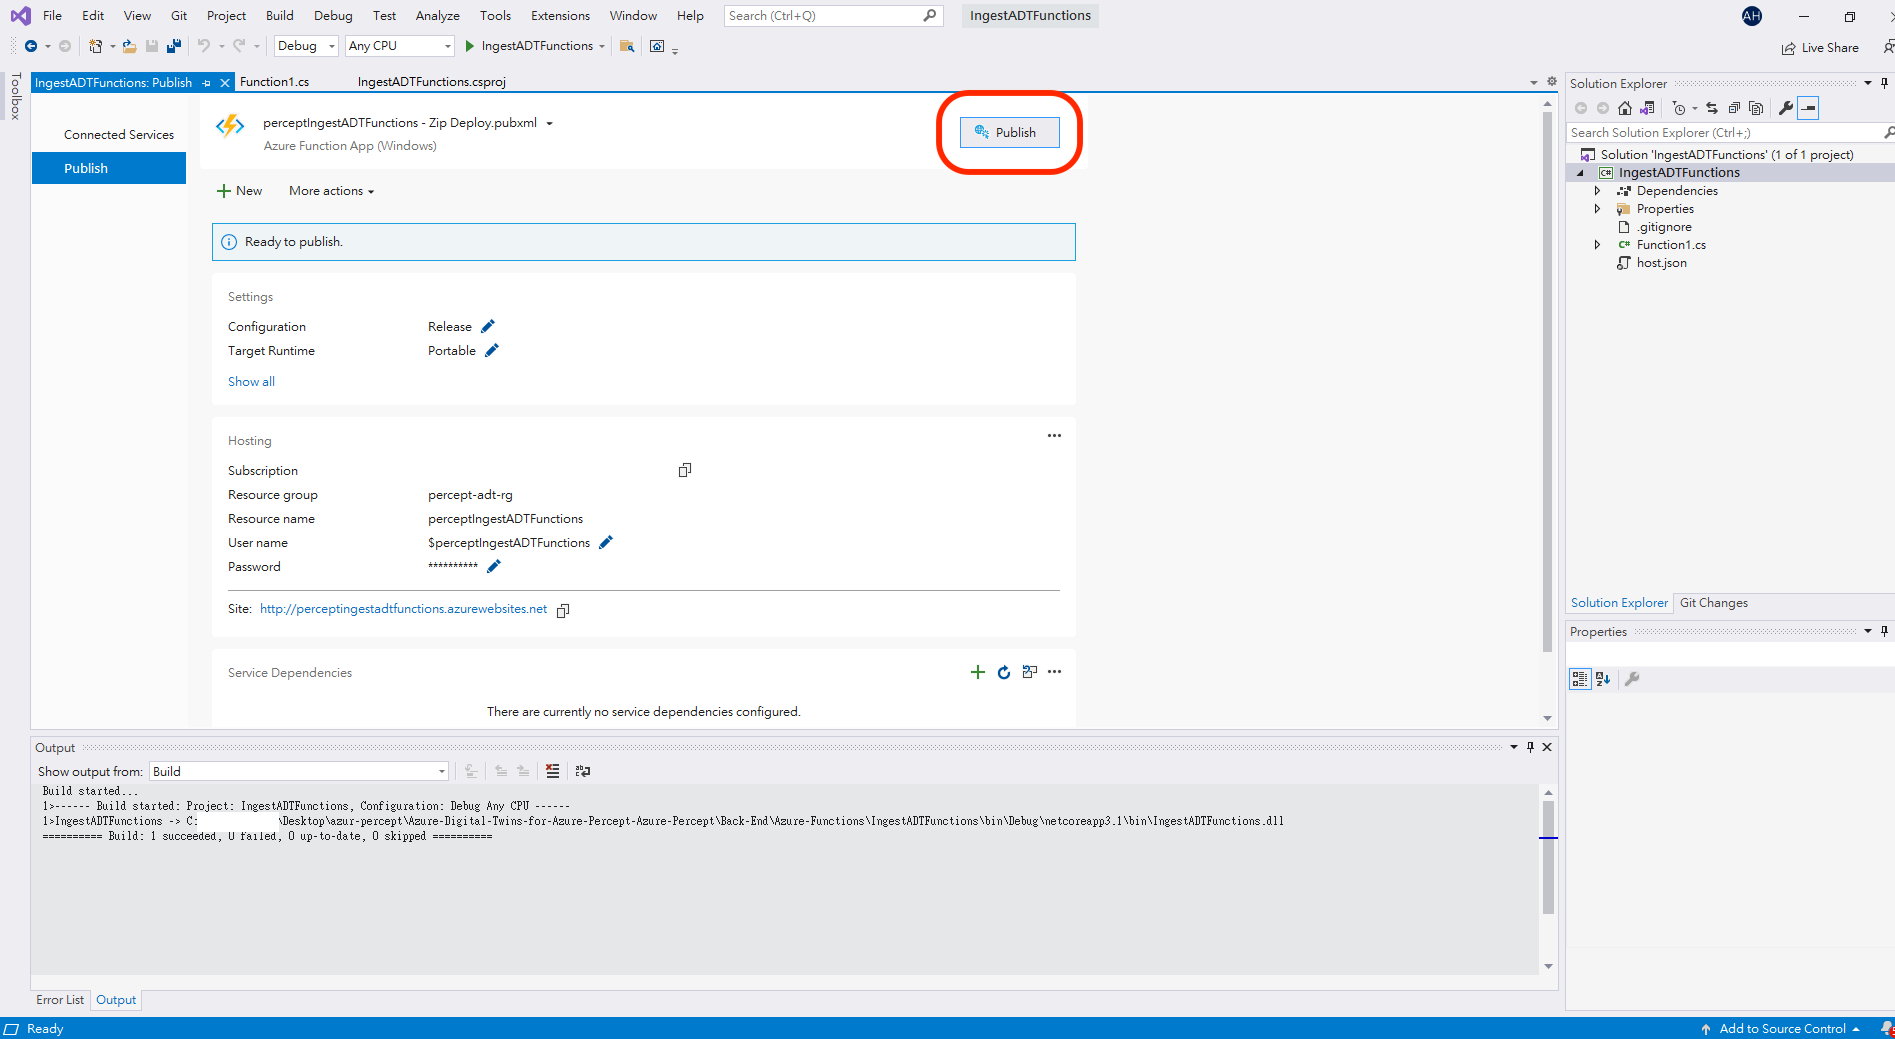 File Edit View Git Project Build Debug Test Analyze Tools Extensions Window Help Search (Ctrl+Q) IngestADTFunctions AH
Debug Any CPU IngestADTFunctions Live Share
Toolbox
IngestADTFunctions: Publish Function1.cs IngestADTFunctions.csproj
Connected Services
Publish
perceptIngestADTFunctions - Zip Deploy.pubxml
Azure Function App (Windows)
Publish
New More actions
Ready to publish.
Settings
Configuration Release
Target Runtime Portable
Show all
Hosting
Subscription
Resource group percept-adt-rg
Resource name perceptIngestADTFunctions
User name $perceptIngestADTFunctions
Password **********
Site: http://perceptingestadtfunctions.azurewebsites.net
Service Dependencies
There are currently no service dependencies configured.
Solution Explorer
Search Solution Explorer (Ctrl+;)
Solution 'IngestADTFunctions' (1 of 1 project)
C# IngestADTFunctions
Dependencies
Properties
.gitignore
C# Function1.cs
host.json
Solution Explorer Git Changes
Properties
Output
Show output from: Build
Build started...
1>------ Build started: Project: IngestADTFunctions, Configuration: Debug Any CPU ------
1>IngestADTFunctions -> C: \Desktop\azur-percept\Azure-Digital-Twins-for-Azure-Percept-Azure-Percept\Back-End\Azure-Functions\IngestADTFunctions\bin\Debug\netcoreapp3.1\bin\IngestADTFunctions.dll
========== Build: 1 succeeded, 0 failed, 0 up-to-date, 0 skipped ==========
Error List Output
Ready Add to Source Control